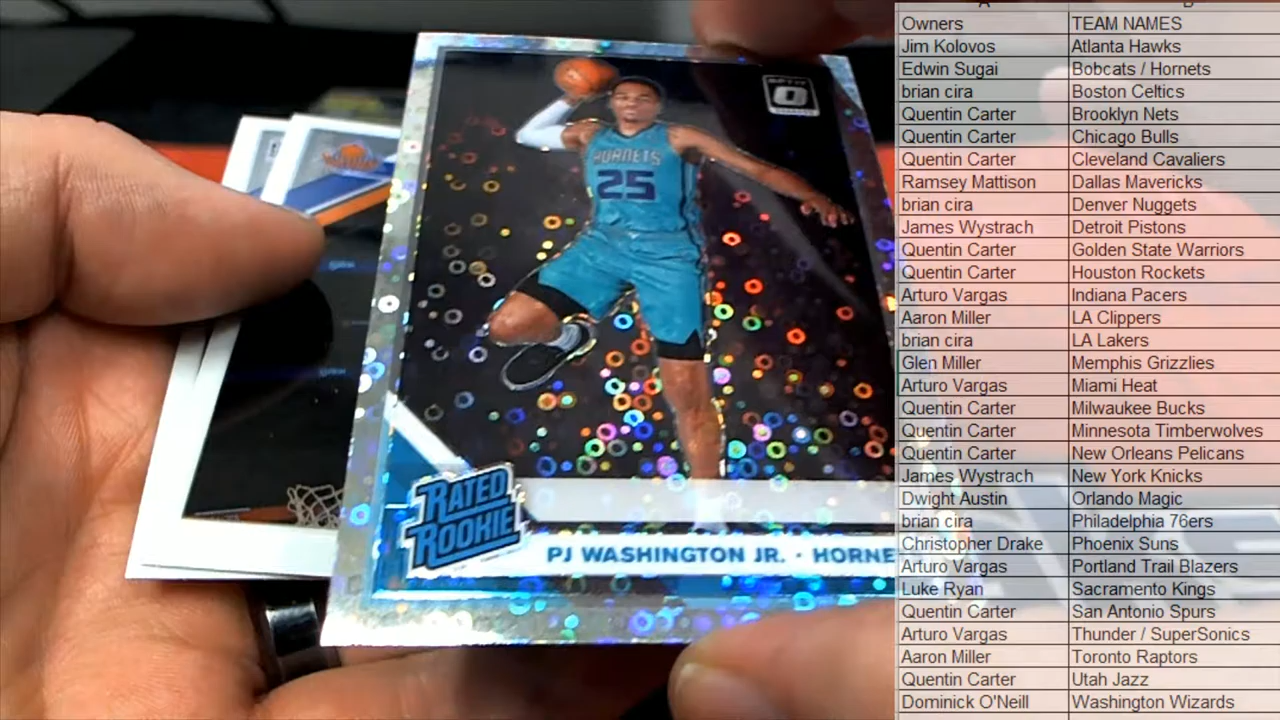 OPTIC
HORNETS
25
RATED
ROOKIE
PJ WASHINGTON JR. · HORNE
Owners TEAM NAMES
Jim Kolovos Atlanta Hawks
Edwin Sugai Bobcats / Hornets
brian cira Boston Celtics
Quentin Carter Brooklyn Nets
Quentin Carter Chicago Bulls
Quentin Carter Cleveland Cavaliers
Ramsey Mattison Dallas Mavericks
brian cira Denver Nuggets
James Wystrach Detroit Pistons
Quentin Carter Golden State Warriors
Quentin Carter Houston Rockets
Arturo Vargas Indiana Pacers
Aaron Miller LA Clippers
brian cira LA Lakers
Glen Miller Memphis Grizzlies
Arturo Vargas Miami Heat
Quentin Carter Milwaukee Bucks
Quentin Carter Minnesota Timberwolves
Quentin Carter New Orleans Pelicans
James Wystrach New York Knicks
Dwight Austin Orlando Magic
brian cira Philadelphia 76ers
Christopher Drake Phoenix Suns
Arturo Vargas Portland Trail Blazers
Luke Ryan Sacramento Kings
Quentin Carter San Antonio Spurs
Arturo Vargas Thunder / SuperSonics
Aaron Miller Toronto Raptors
Quentin Carter Utah Jazz
Dominick O'Neill Washington Wizards